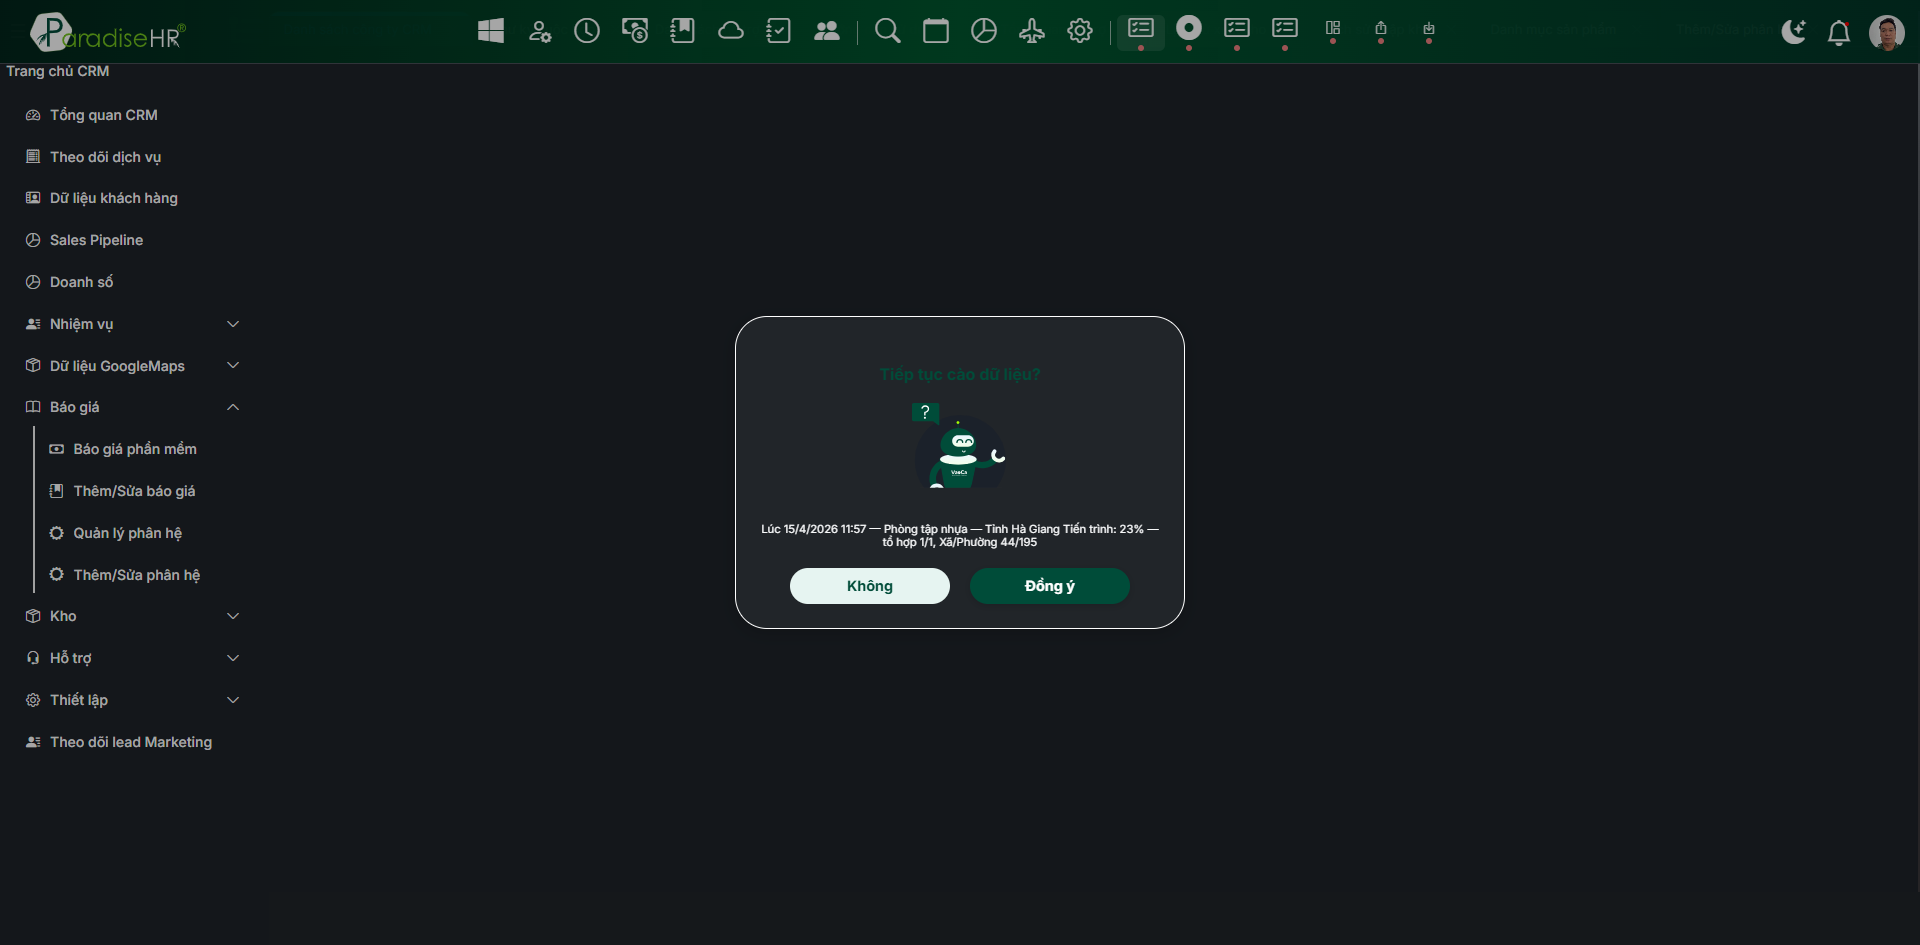 ParadiseHR®
Trang chủ CRM
Tổng quan CRM
Theo dõi dịch vụ
Dữ liệu khách hàng
Sales Pipeline
Doanh số
Nhiệm vụ
Dữ liệu GoogleMaps
Báo giá
Báo giá phần mềm
Thêm/Sửa báo giá
Quản lý phân hệ
Thêm/Sửa phân hệ
Kho
Hỗ trợ
Thiết lập
Theo dõi lead Marketing
Tiếp tục cào dữ liệu?
?
VaeCa
Lúc 15/4/2026 11:57 — Phòng tập nhựa — Tỉnh Hà Giang Tiến trình: 23% —
tổ hợp 1/1, Xã/Phường 44/195
Không
Đồng ý